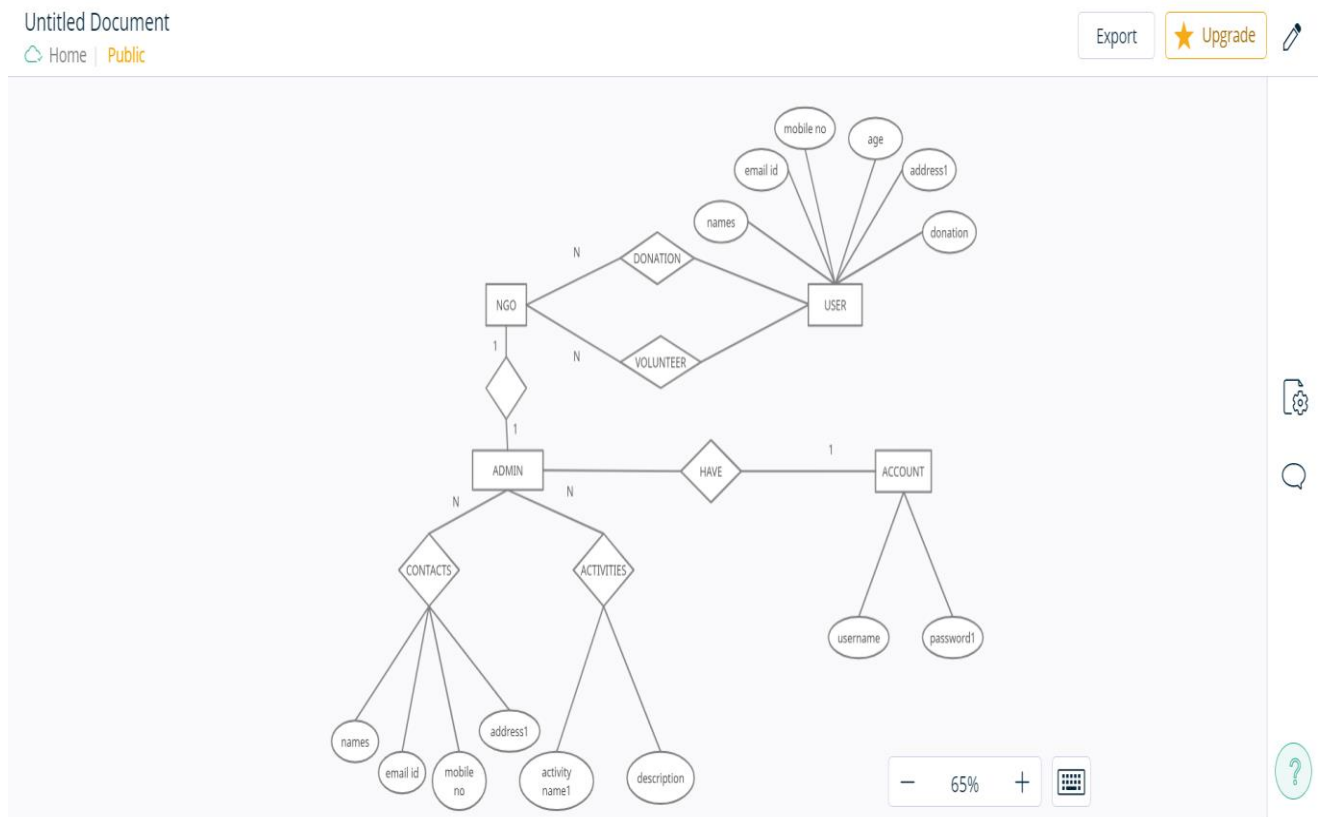 Untitled Document
Home | Public
Export
Upgrade
mobile no
age
email id
address1
names
donation
N
DONATION
NGO
USER
1
N
VOLUNTEER
1
1
ADMIN
HAVE
ACCOUNT
N
N
CONTACTS
ACTIVITIES
username
password1
names
address1
email id
mobile
no
activity
name1
description
65%
?